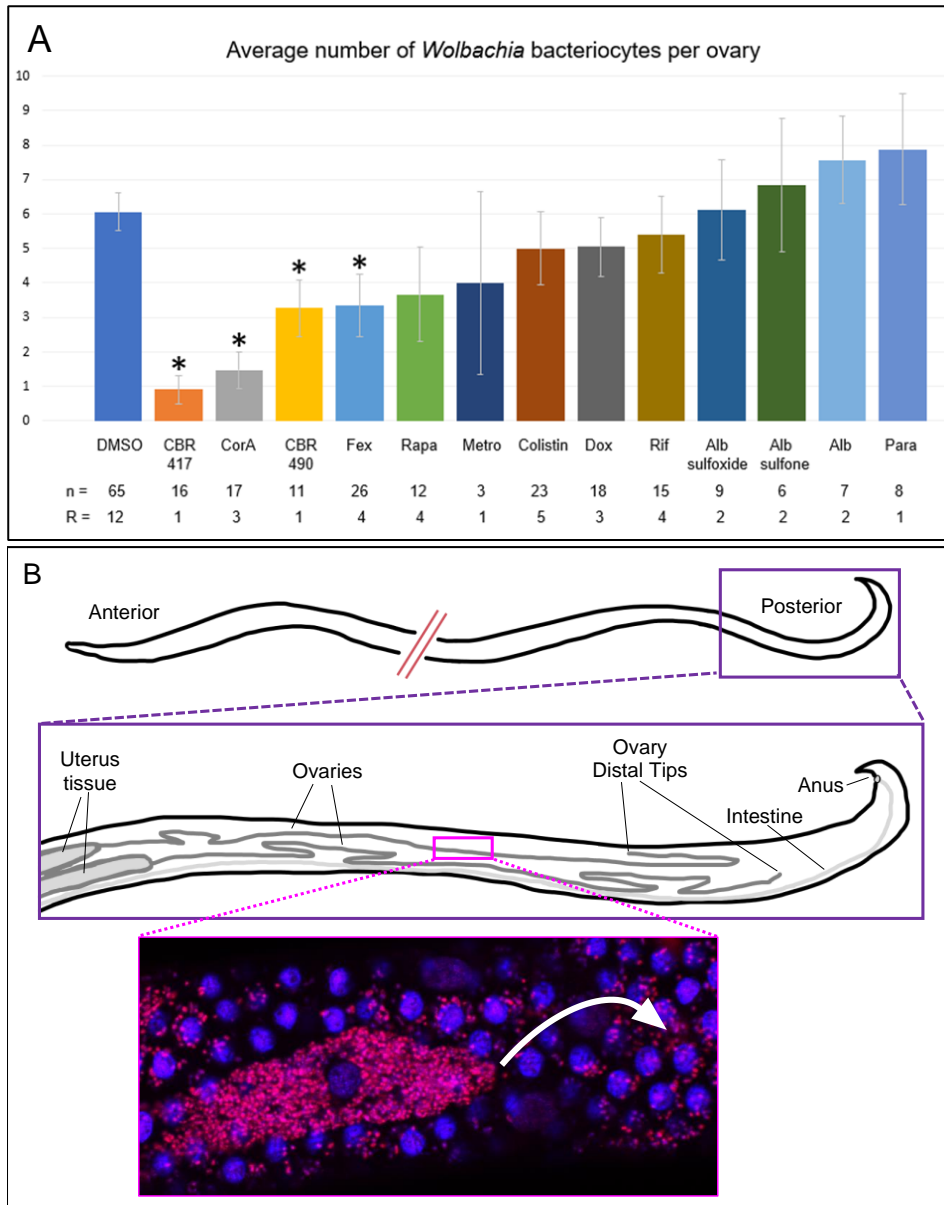 A
Average number of Wolbachia bacteriocytes per ovary
10
9
8
7
6
5
4
3
2
1
0
* * * *
DMSO CBR 417 CorA CBR 490 Fex Rapa Metro Colistin Dox Rif Alb sulfoxide Alb sulfone Alb Para
n = 65 16 17 11 26 12 3 23 18 15 9 6 7 8
R = 12 1 3 1 4 4 1 5 3 4 2 2 2 1
B
Anterior
Posterior
Uterus
tissue
Ovaries
Ovary
Distal Tips
Anus
Intestine